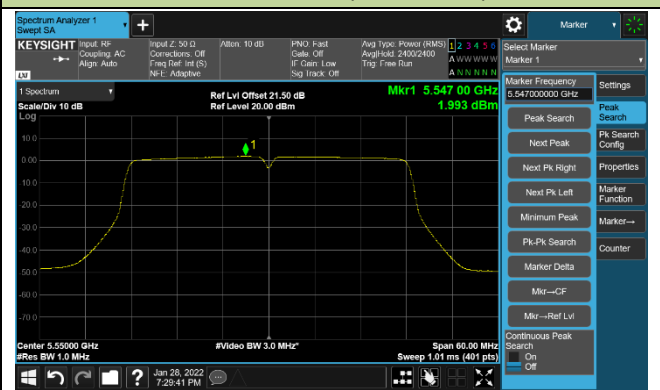 Spectrum Analyzer 1
Swept SA
Marker
KEYSIGHT
Input: RF
Coupling: AC
Align: Auto
Input Z: 50 Ω
Corrections: Off
Freq Ref: Int (S)
NFE: Adaptive
Atten: 10 dB
PNO: Fast
Gate: Off
IF Gain: Low
Sig Track: Off
Avg Type: Power (RMS)
Avg|Hold: 2400/2400
Trig: Free Run
1 2 3 4 5 6
A W W W W W
A N N N N N
LXI
Select Marker
Marker 1
1 Spectrum
Scale/Div 10 dB
Log
Ref Lvl Offset 21.50 dB
Ref Level 20.00 dBm
Mkr1 5.547 00 GHz
1.993 dBm
Marker Frequency
5.547000000 GHz
Peak Search
Next Peak
Next Pk Right
Next Pk Left
Minimum Peak
Pk-Pk Search
Marker Delta
Mkr→CF
Mkr→Ref Lvl
Continuous Peak
Search
On
Off
Settings
Peak
Search
Pk Search
Config
Properties
Marker
Function
Marker→
Counter
1
10.0
0.00
-10.0
-20.0
-30.0
-40.0
-50.0
-60.0
-70.0
Center 5.55000 GHz
#Res BW 1.0 MHz
#Video BW 3.0 MHz*
Span 60.00 MHz
Sweep 1.01 ms (401 pts)
Jan 28, 2022
7:29:41 PM